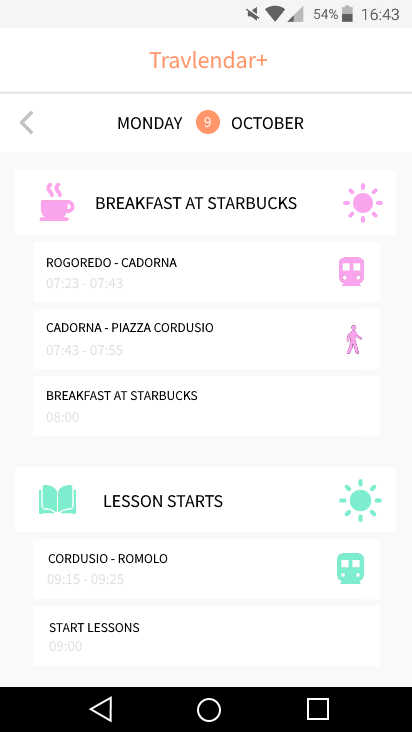 54% 16:43
Travlendar+
MONDAY 9 OCTOBER
BREAKFAST AT STARBUCKS
ROGOREDO - CADORNA
07:23 - 07:43
CADORNA - PIAZZA CORDUSIO
07:43 - 07:55
BREAKFAST AT STARBUCKS
08:00
LESSON STARTS
CORDUSIO - ROMOLO
09:15 - 09:25
START LESSONS
09:00